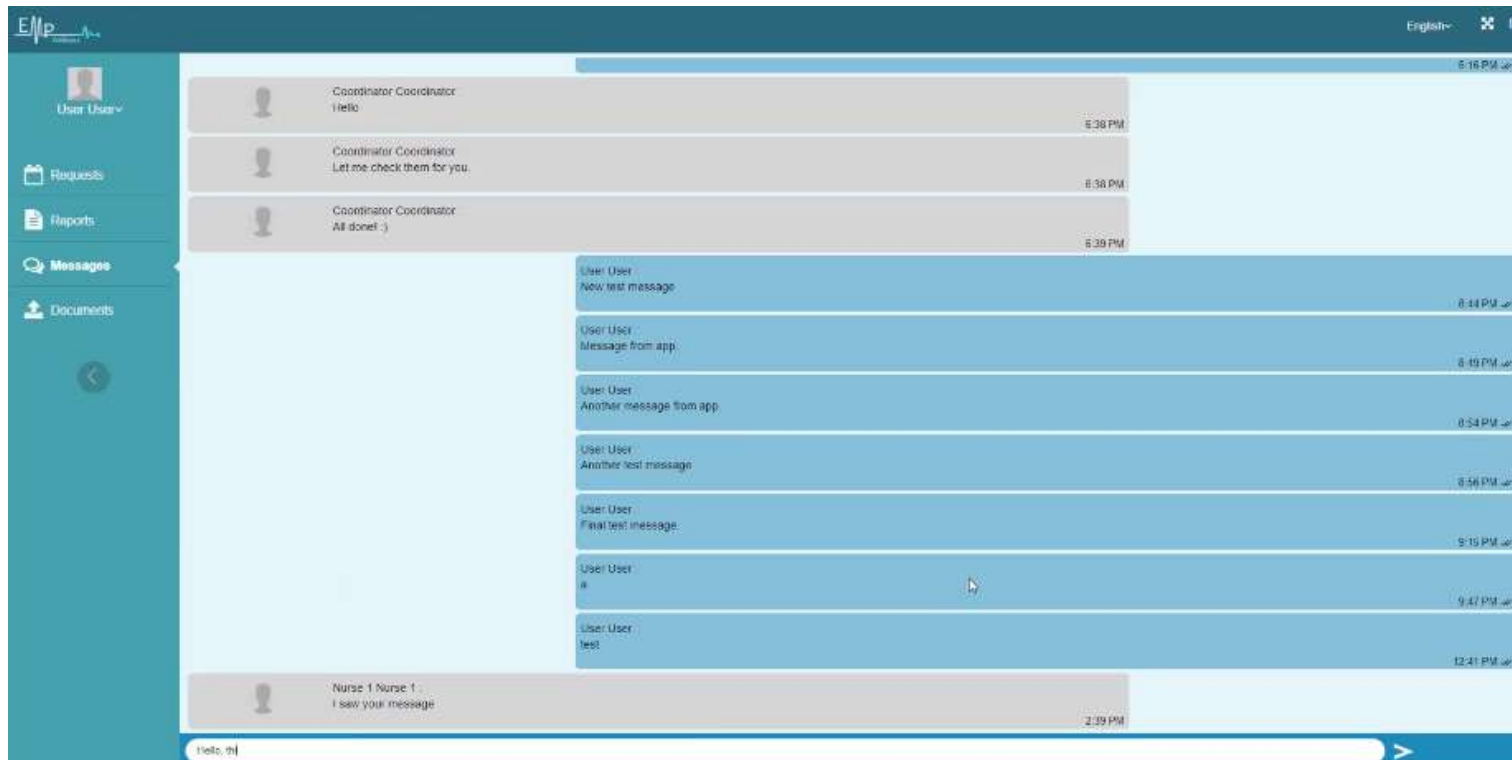 EMP
English
User User
Requests
Reports
Messages
Documents
6:16 PM
Coordinator Coordinator
Hello
6:38 PM
Coordinator Coordinator
Let me check them for you.
6:38 PM
Coordinator Coordinator
All done! :)
6:39 PM
User User
New test message
8:44 PM
User User
Message from app.
8:49 PM
User User
Another message from app.
8:54 PM
User User
Another test message
8:56 PM
User User
Final test message.
9:15 PM
User User
a
9:47 PM
User User
test
12:41 PM
Nurse 1 Nurse 1 :
I saw your message
2:39 PM
Hello, thi